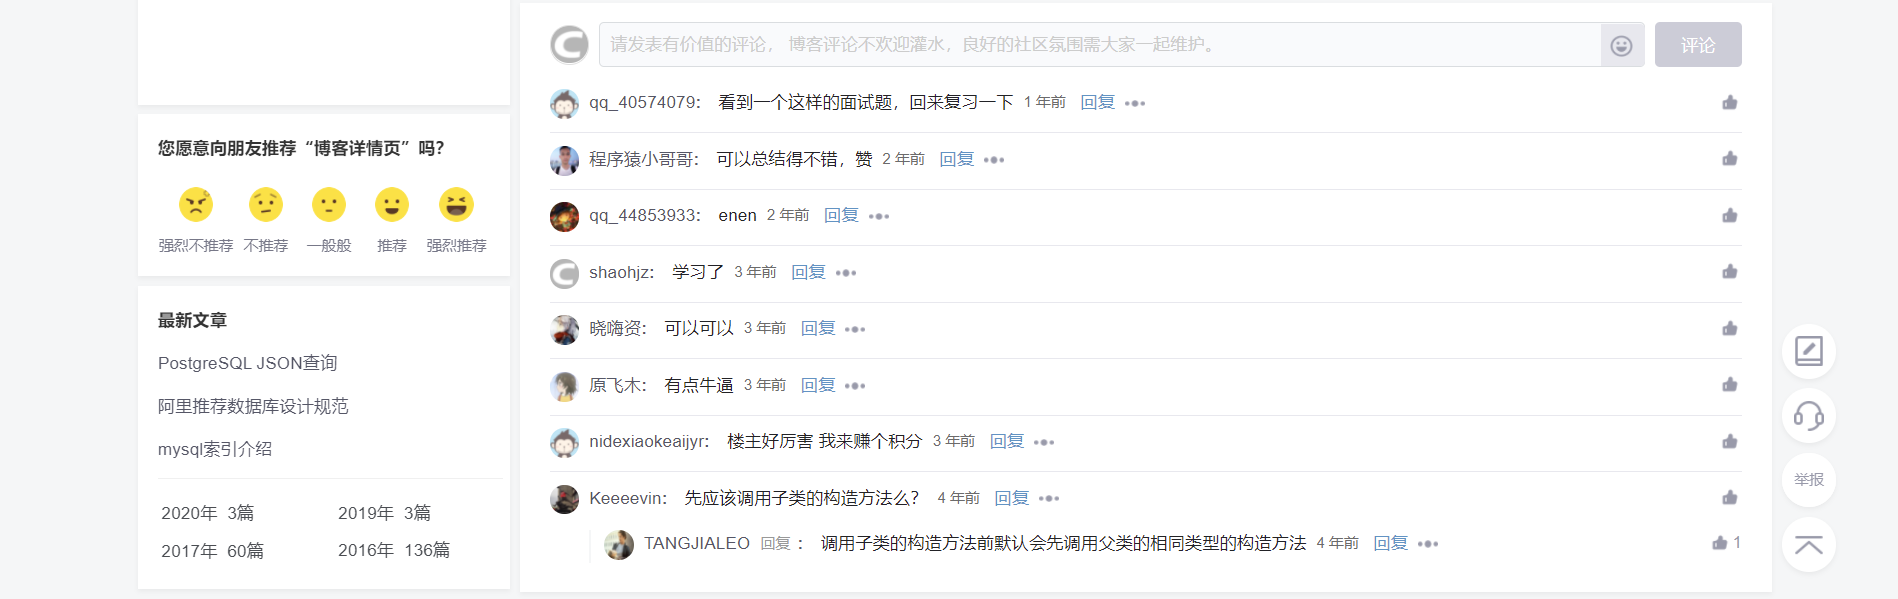 您愿意向朋友推荐“博客详情页”吗?
强烈不推荐 不推荐 一般般 推荐 强烈推荐
最新文章
PostgreSQL JSON查询
阿里推荐数据库设计规范
mysql索引介绍
2020年 3篇 2019年 3篇
2017年 60篇 2016年 136篇
请发表有价值的评论， 博客评论不欢迎灌水，良好的社区氛围需大家一起维护。 评论
qq_40574079: 看到一个这样的面试题，回来复习一下 1 年前 回复
程序猿小哥哥: 可以总结得不错，赞 2 年前 回复
qq_44853933: enen 2 年前 回复
shaohjz: 学习了 3 年前 回复
晓嗨资: 可以可以 3 年前 回复
原飞木: 有点牛逼 3 年前 回复
nidexiaokeaijyr: 楼主好厉害 我来赚个积分 3 年前 回复
Keeeevin: 先应该调用子类的构造方法么? 4 年前 回复
TANGJIALEO 回复 : 调用子类的构造方法前默认会先调用父类的相同类型的构造方法 4 年前 回复 1
举报